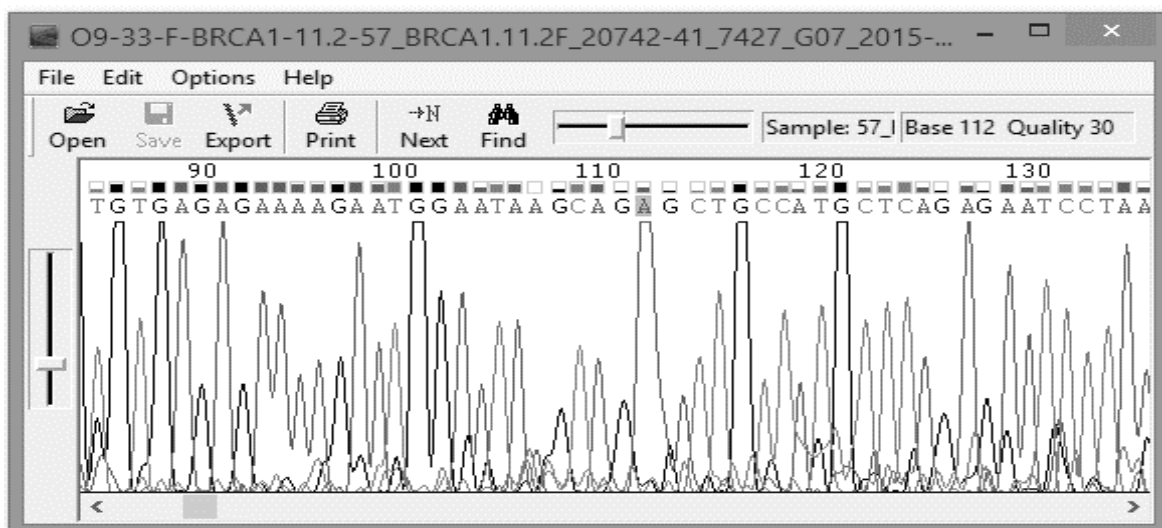 O9-33-F-BRCA1-11.2-57_BRCA1.11.2F_20742-41_7427_G07_2015-...
File Edit Options Help
Open Save Export Print →N Next Find Sample: 57_l Base 112 Quality 30
90 100 110 120 130
TGTGAGAGAAAAGAATGGAATAAGCAGAGCTGCCATGCTCAGAGAATCCTAA